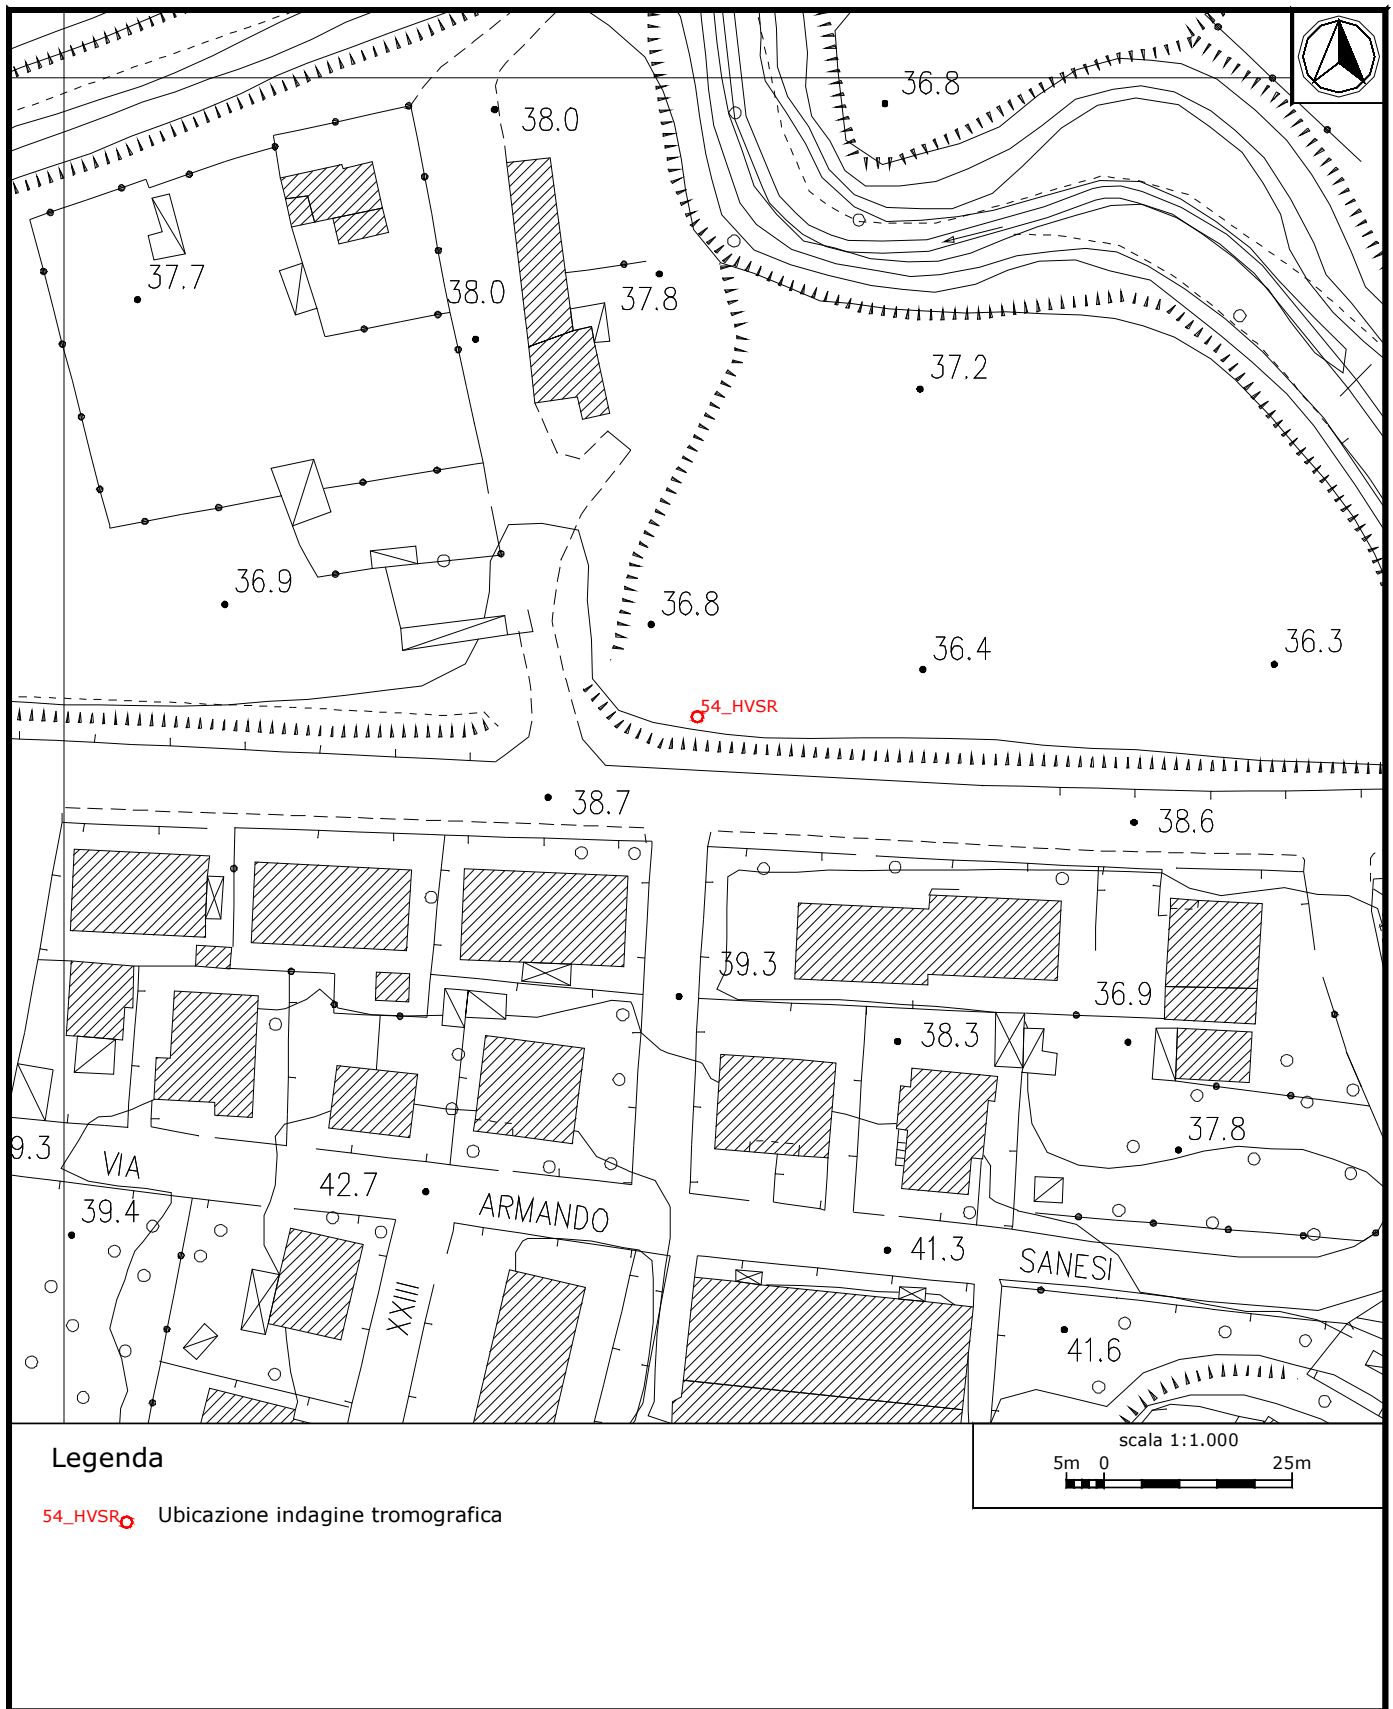 36.8
38.0
37.7
38.0
37.8
37.2
36.9
36.8
36.4
36.3
54_HVSR
38.7
38.6
39.3
36.9
38.3
9.3
VIA
37.8
42.7
39.4
ARMANDO
41.3
SANESI
XXIII
41.6
Legenda
54_HVSR Ubicazione indagine tromografica
scala 1:1.000
5m 0 25m